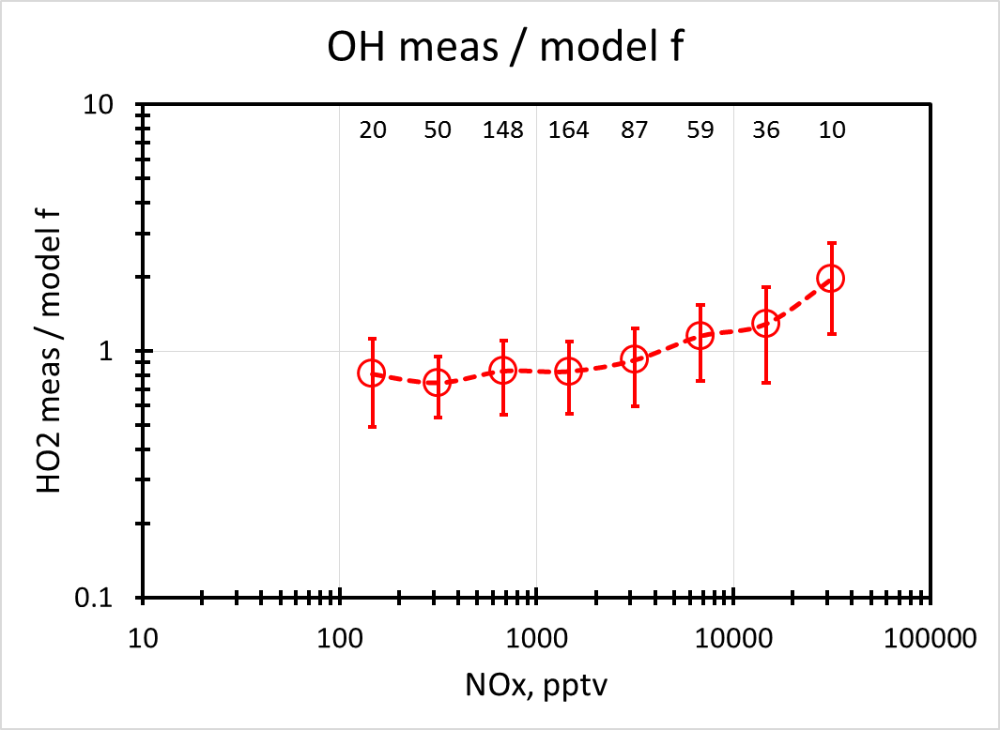 OH meas / model f
10
20 50 148 164 87 59 36 10
HO2 meas / model f
1
0.1
10 100 1000 10000 100000
NOx, pptv